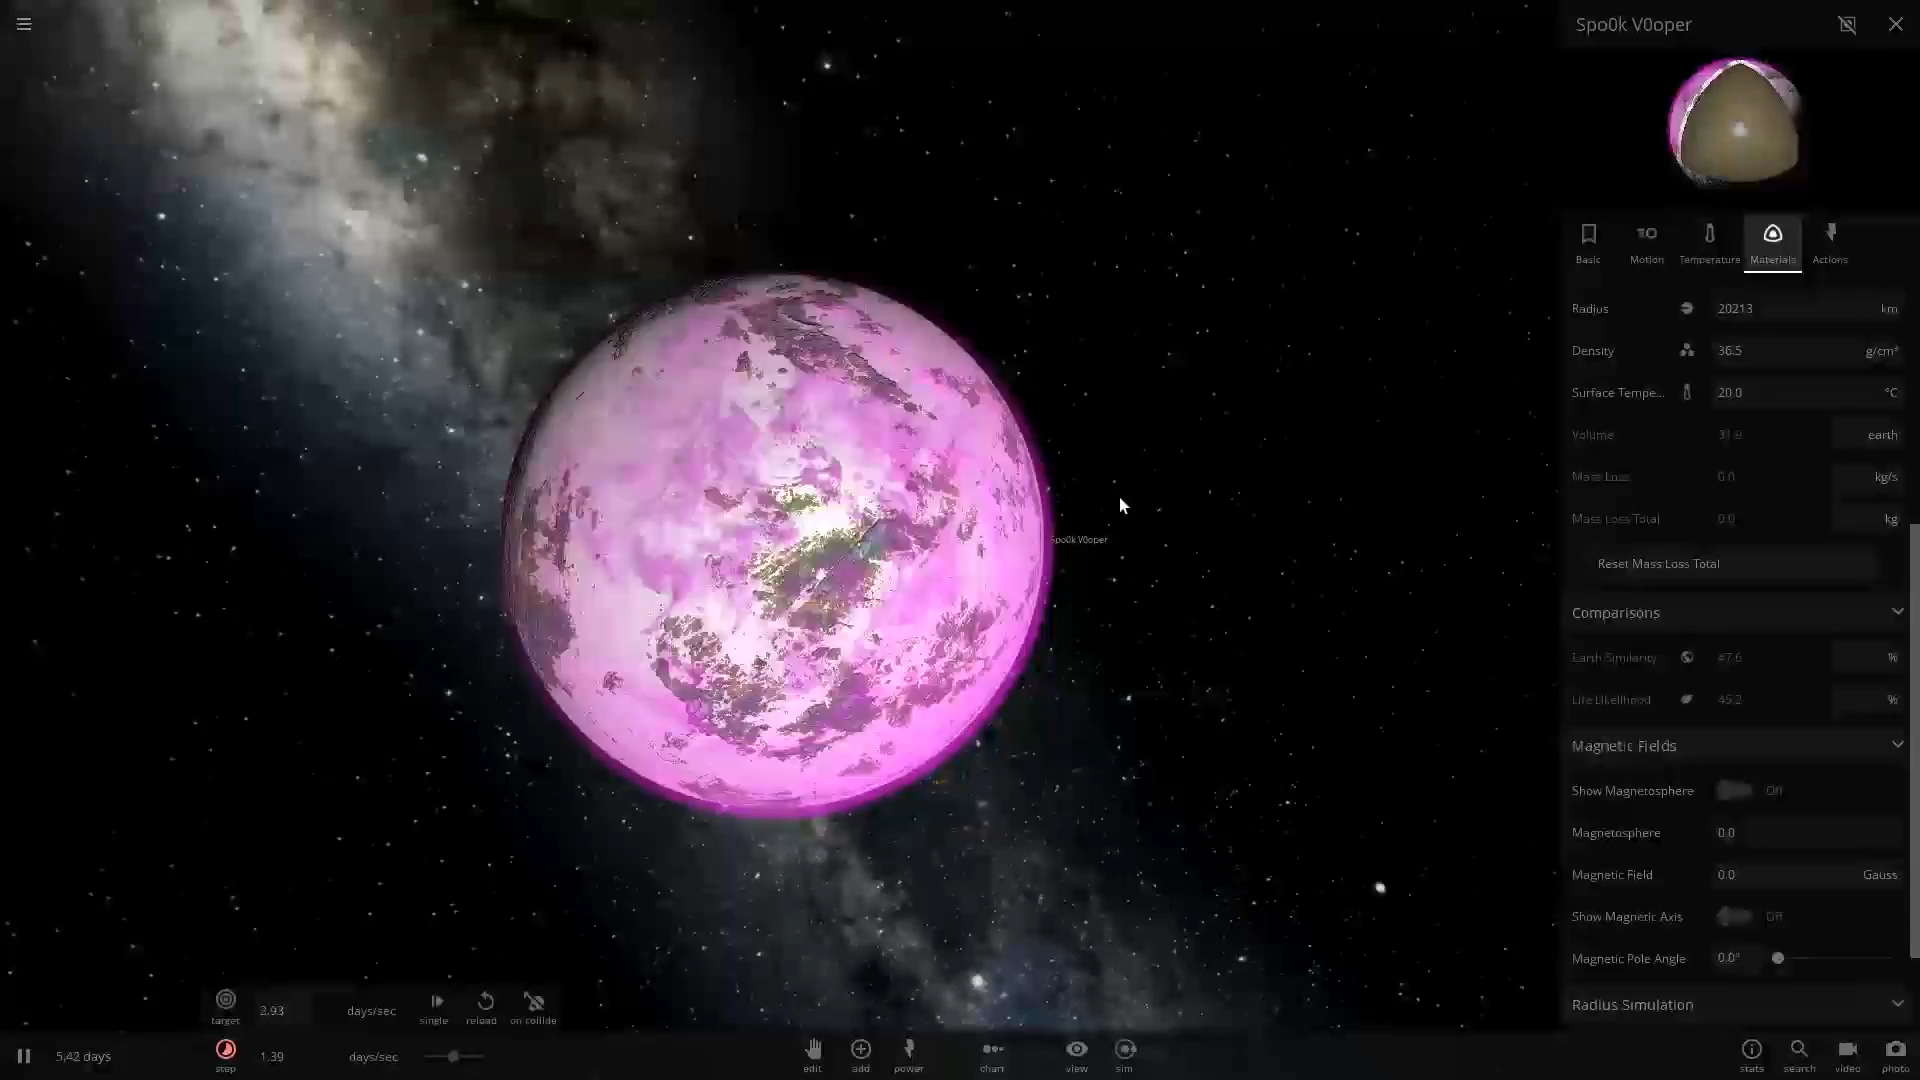 Spo0k V0oper
Basic Motion Temperature Materials Actions
Radius 20213 km
Density 36.5 g/cm³
Surface Tempe... 20.0 °C
Volume earth
Mass Loss 0.0 kg/s
Mass Loss Total 0.0 kg
Reset Mass Loss Total
Comparisons
Earth Similarity 47.6 %
Life Likelihood 45.2 %
Magnetic Fields
Show Magnetosphere Off
Magnetosphere 0.0
Magnetic Field 0.0 Gauss
Show Magnetic Axis Off
Magnetic Pole Angle 0.0°
Radius Simulation
Spo0k V0oper
target 2.93 days/sec single reload on collide
5.42 days step 1.39 days/sec
edit add power chart view sim
stats search video photo